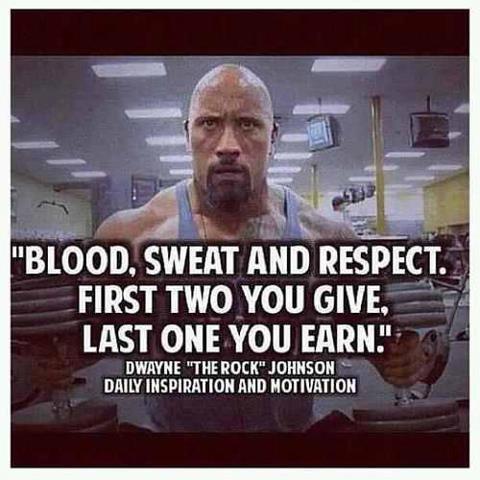 "BLOOD, SWEAT AND RESPECT.
FIRST TWO YOU GIVE,
LAST ONE YOU EARN."
DWAYNE "THE ROCK" JOHNSON
DAILY INSPIRATION AND MOTIVATION